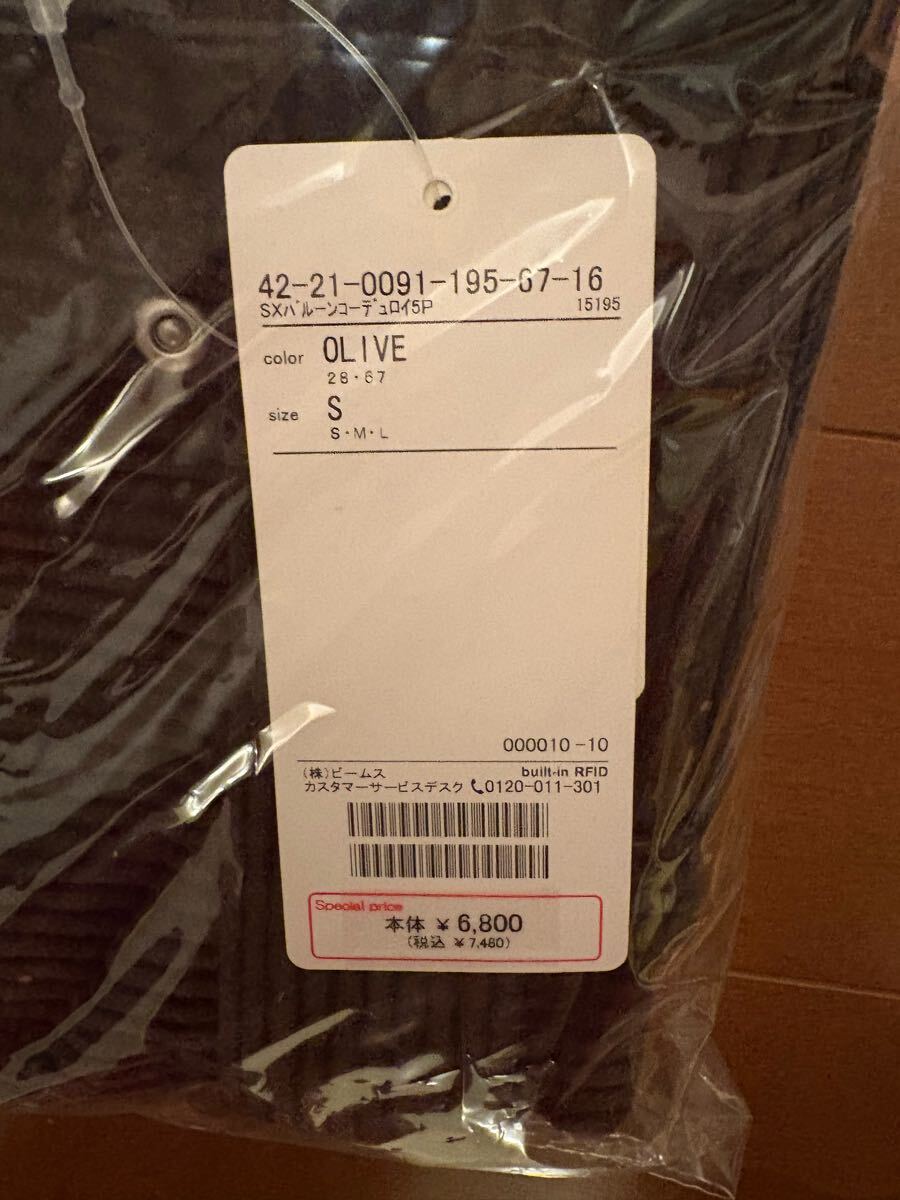 42-21-0091-195-67-16
SXバルーンコーデュロイ5P 15195
color OLIVE
28・67
size S
S・M・L
000010-10
(株)ビームス built-in RFID
カスタマーサービスデスク 0120-011-301
Special price
本体 ¥ 6,800
(税込 ¥ 7,480)